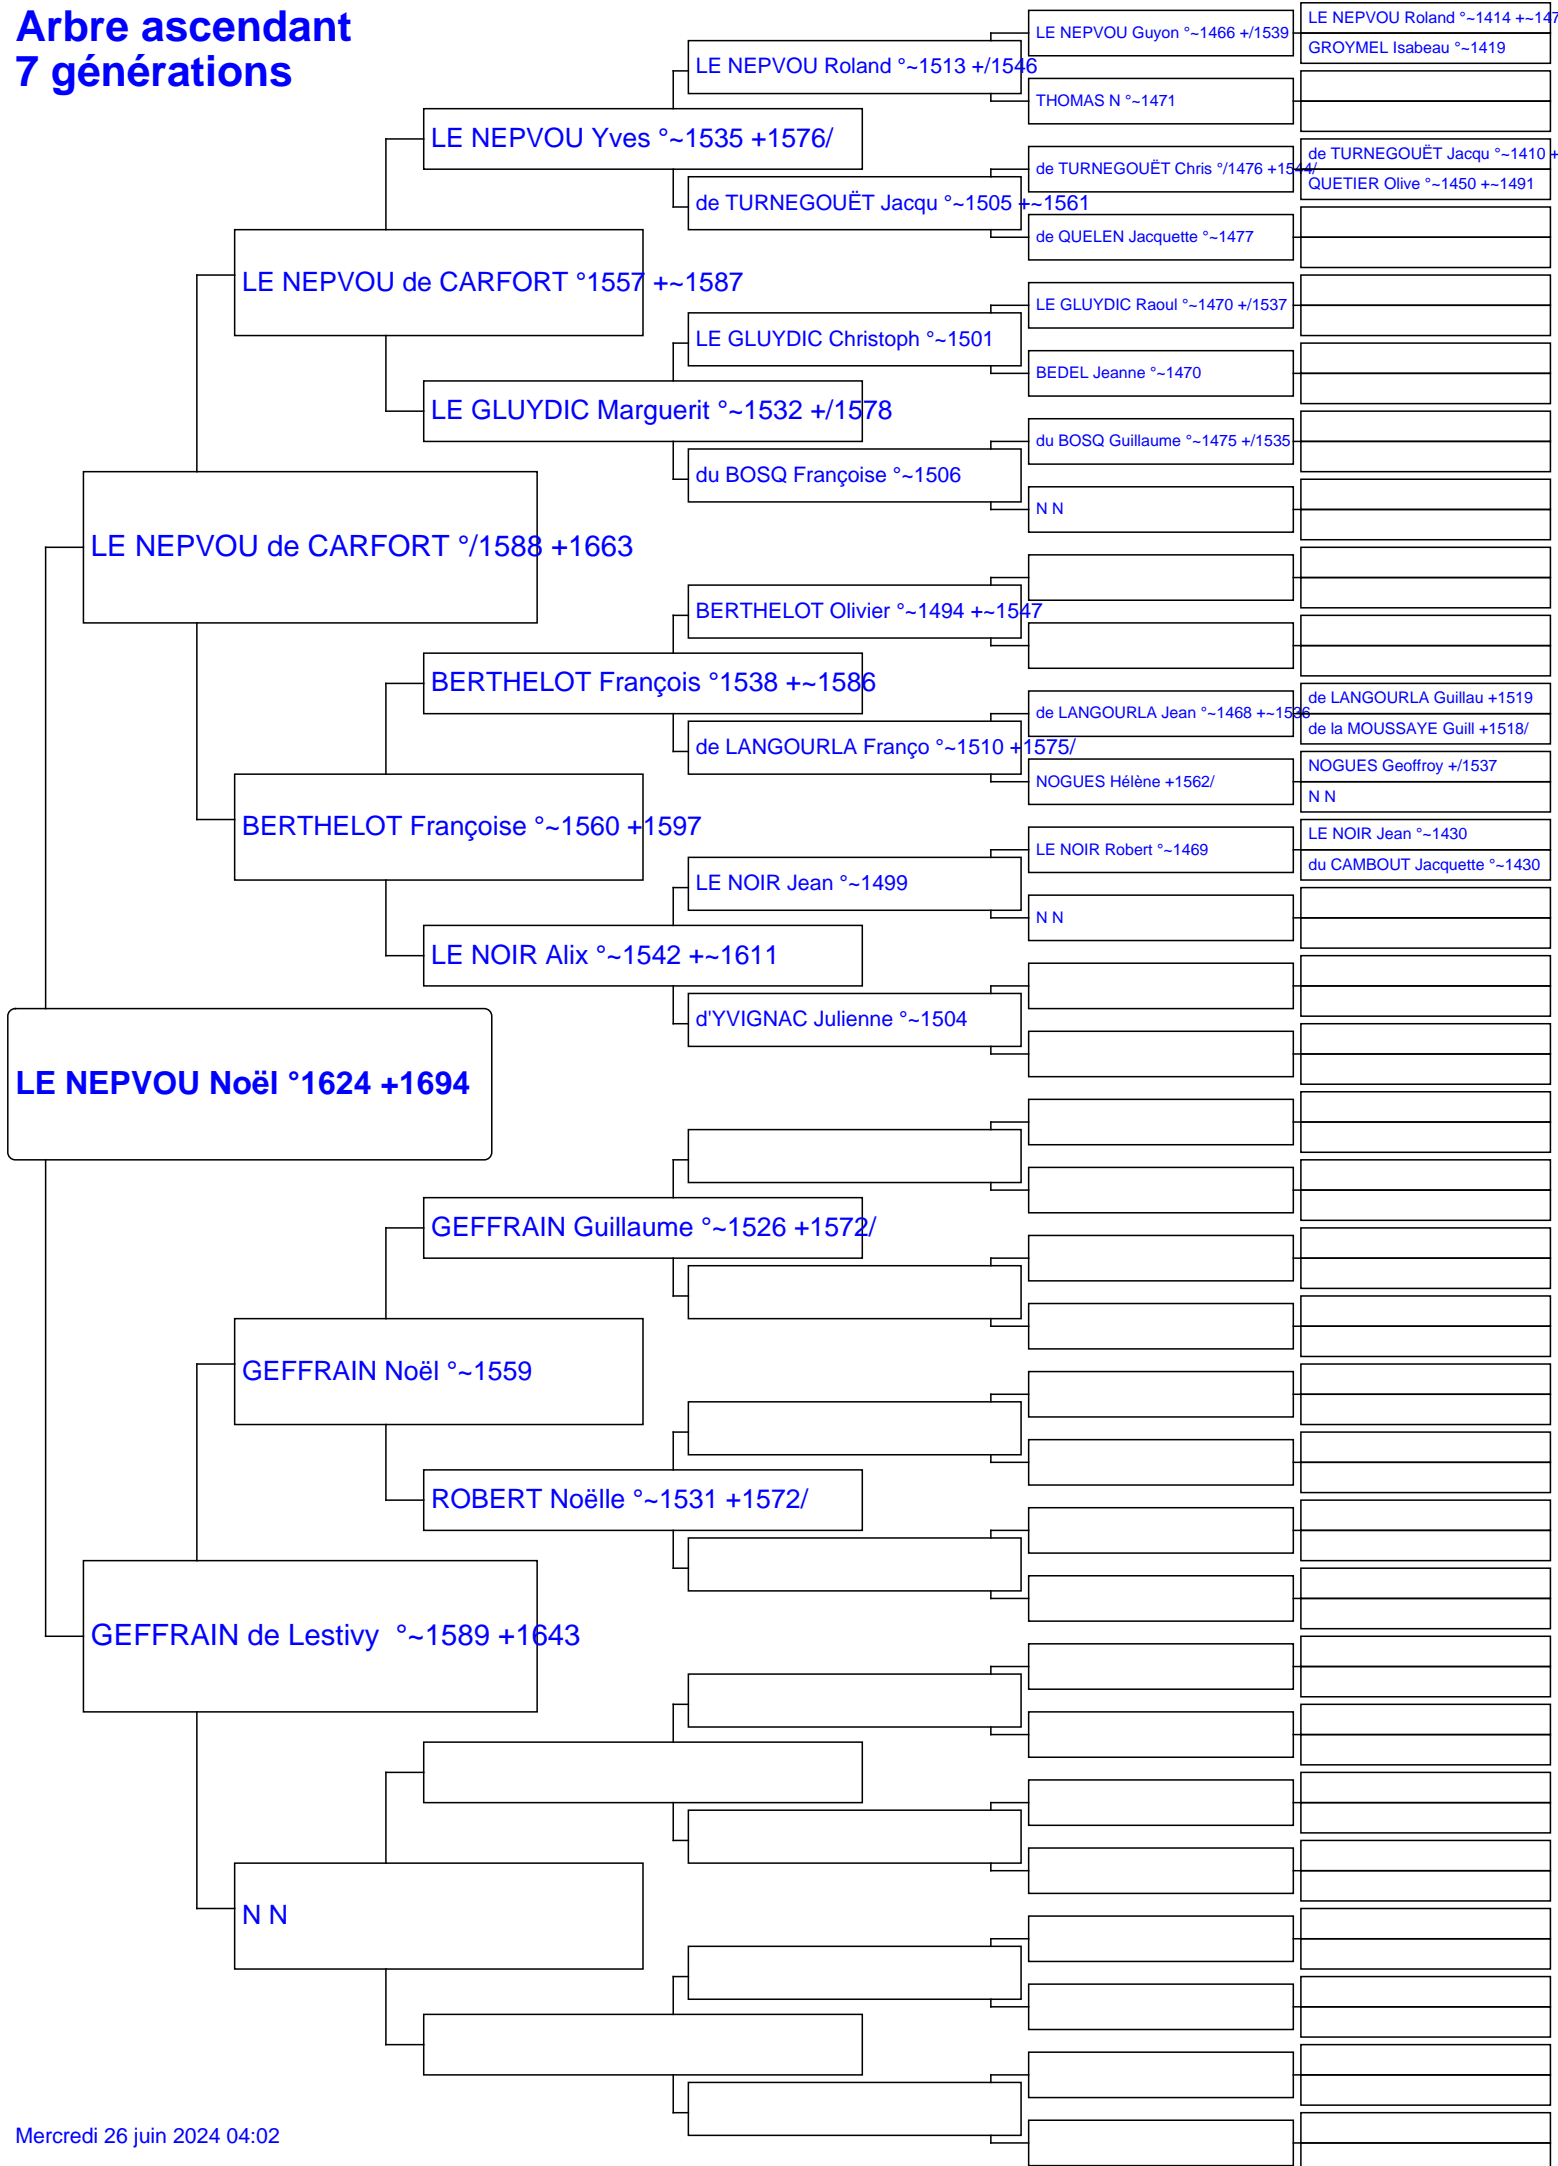 Arbre ascendant
7 générations
LE NEPVOU Roland °~1414 +~147
LE NEPVOU Guyon °~1466 +/1539
GROYMEL Isabeau °~1419
LE NEPVOU Roland °~1513 +/1546
THOMAS N °~1471
LE NEPVOU Yves °~1535 +1576/
de TURNEGOUËT Jacqu °~1410 +
de TURNEGOUËT Chris °/1476 +1544/
QUETIER Olive °~1450 +~1491
de TURNEGOUËT Jacqu °~1505 +~1561
de QUELEN Jacquette °~1477
LE NEPVOU de CARFORT °1557 +~1587
LE GLUYDIC Raoul °~1470 +/1537
LE GLUYDIC Christoph °~1501
BEDEL Jeanne °~1470
LE GLUYDIC Marguerit °~1532 +/1578
du BOSQ Guillaume °~1475 +/1535
du BOSQ Françoise °~1506
N N
LE NEPVOU de CARFORT °/1588 +1663
BERTHELOT Olivier °~1494 +~1547
BERTHELOT François °1538 +~1586
de LANGOURLA Guillau +1519
de LANGOURLA Jean °~1468 +~1536
de la MOUSSAYE Guill +1518/
de LANGOURLA Franço °~1510 +1575/
NOGUES Geoffroy +/1537
NOGUES Hélène +1562/
N N
BERTHELOT Françoise °~1560 +1597
LE NOIR Jean °~1430
LE NOIR Robert °~1469
du CAMBOUT Jacquette °~1430
LE NOIR Jean °~1499
N N
LE NOIR Alix °~1542 +~1611
d'YVIGNAC Julienne °~1504
LE NEPVOU Noël °1624 +1694
GEFFRAIN Guillaume °~1526 +1572/
GEFFRAIN Noël °~1559
ROBERT Noëlle °~1531 +1572/
GEFFRAIN de Lestivy °~1589 +1643
N N
Mercredi 26 juin 2024 04:02